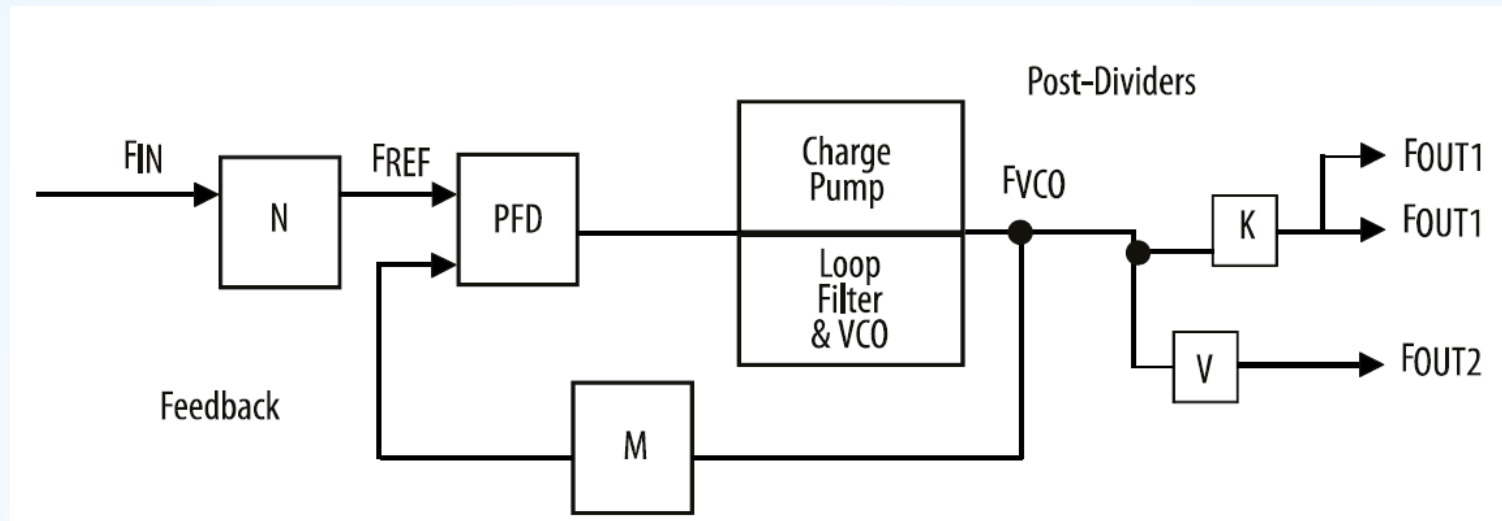 Post-Dividers
FIN
N
FREF
PFD
Charge
Pump
Loop
Filter
& VCO
FVCO
K
FOUT1
FOUT1
V
FOUT2
Feedback
M